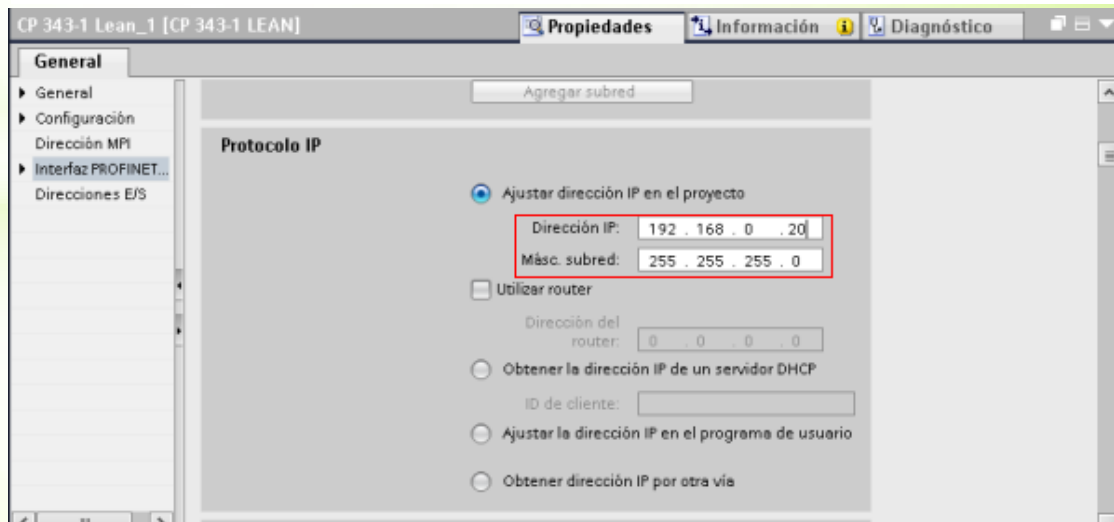 CP 343-1 Lean_1 [CP 343-1 LEAN]
Propiedades
Información
Diagnóstico
General
General
Configuración
Dirección MPI
Interfaz PROFINET...
Direcciones E/S
Agregar subred
Protocolo IP
Ajustar dirección IP en el proyecto
Dirección IP: 192 . 168 . 0 . 20
Másc. subred: 255 . 255 . 255 . 0
Utilizar router
Dirección del
router: 0 . 0 . 0 . 0
Obtener la dirección IP de un servidor DHCP
ID de cliente:
Ajustar la dirección IP en el programa de usuario
Obtener dirección IP por otra vía